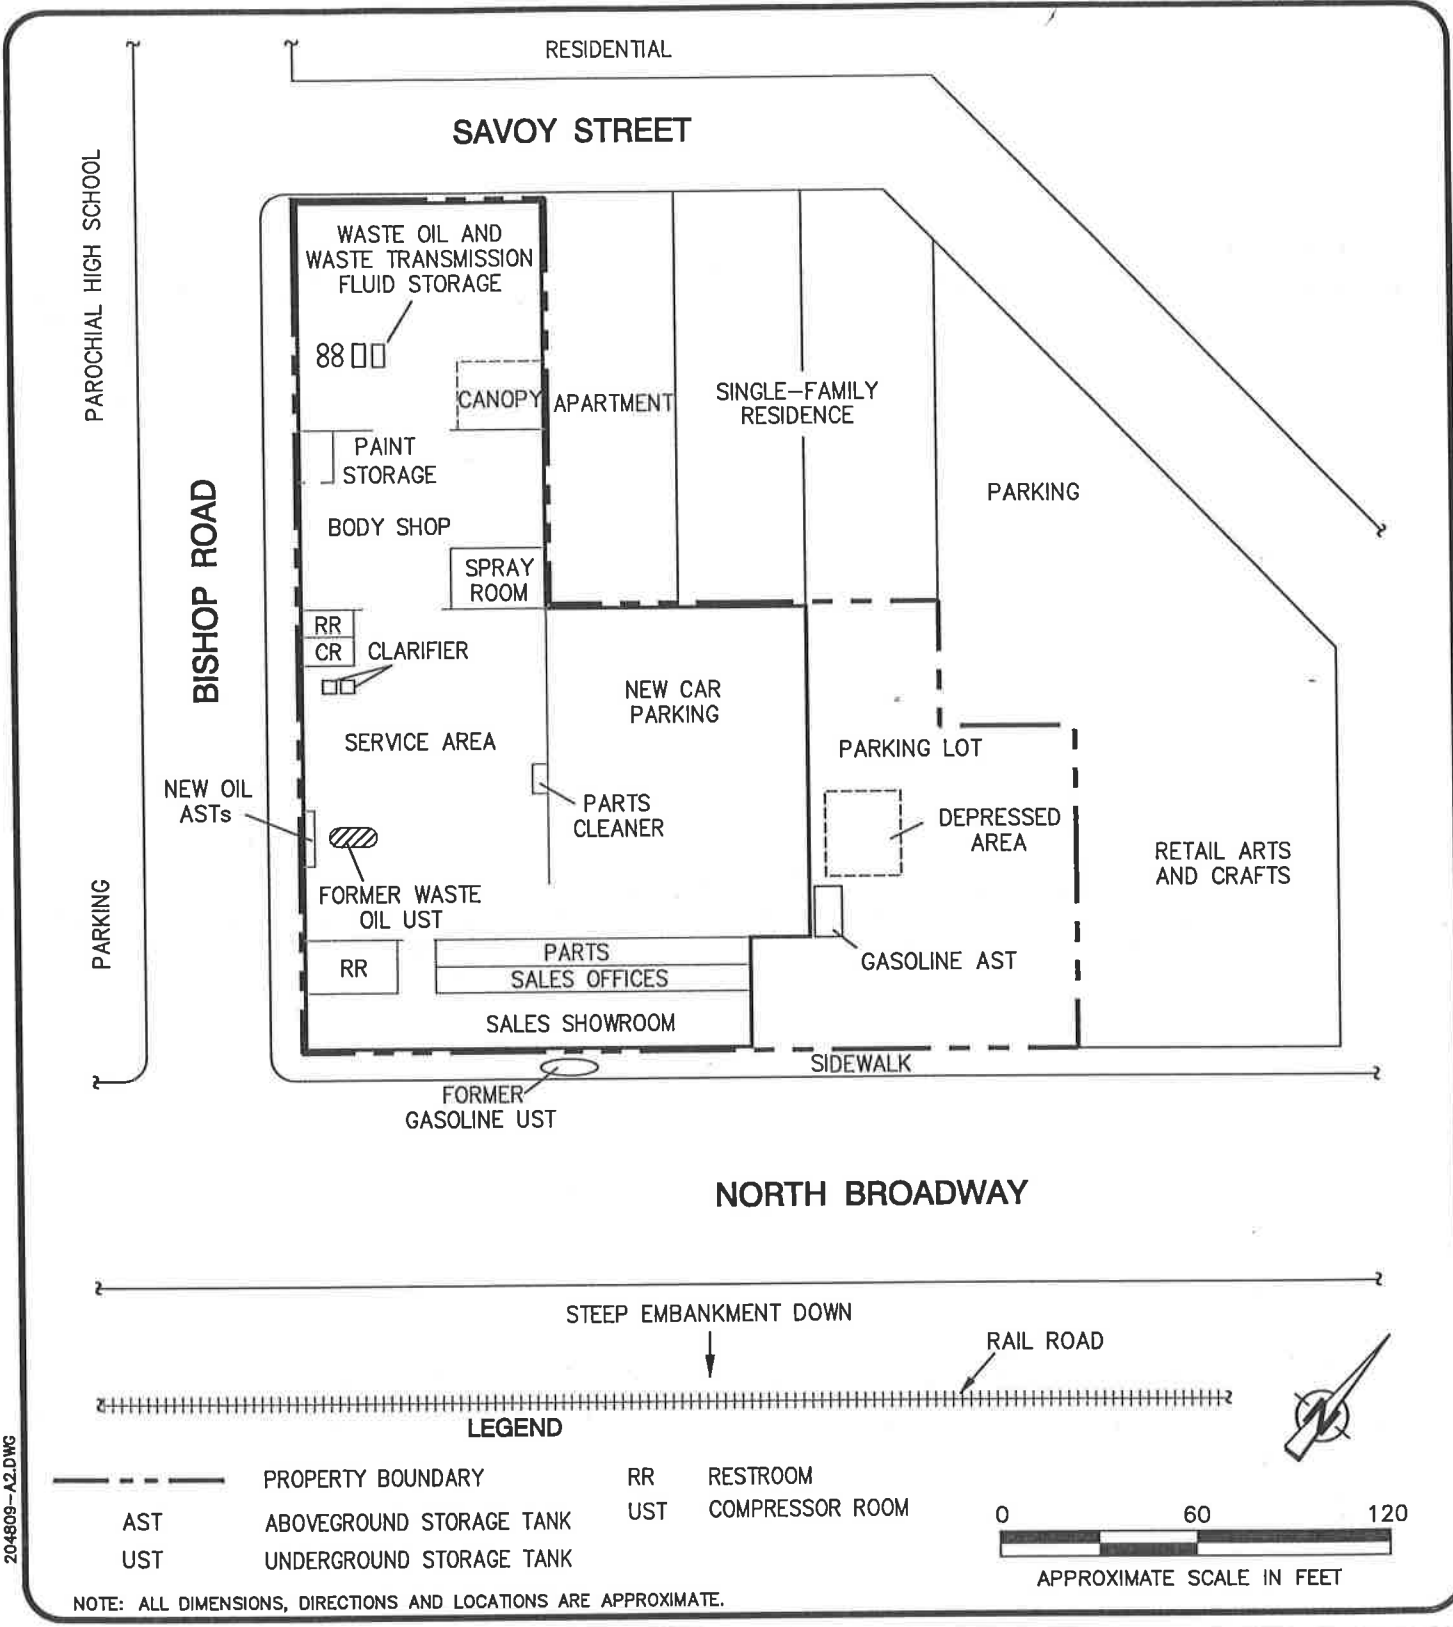 RESIDENTIAL
SAVOY STREET
PAROCHIAL HIGH SCHOOL
WASTE OIL AND
WASTE TRANSMISSION
FLUID STORAGE
88
CANOPY
APARTMENT
SINGLE-FAMILY
RESIDENCE
PAINT
STORAGE
PARKING
BISHOP ROAD
BODY SHOP
SPRAY
ROOM
RR
CR
CLARIFIER
NEW CAR
PARKING
SERVICE AREA
PARKING LOT
NEW OIL
ASTs
PARTS
CLEANER
DEPRESSED
AREA
RETAIL ARTS
AND CRAFTS
FORMER WASTE
OIL UST
PARKING
RR
PARTS
SALES OFFICES
GASOLINE AST
SALES SHOWROOM
SIDEWALK
FORMER
GASOLINE UST
NORTH BROADWAY
STEEP EMBANKMENT DOWN
RAIL ROAD
N
LEGEND
PROPERTY BOUNDARY
RR RESTROOM
UST COMPRESSOR ROOM
AST ABOVEGROUND STORAGE TANK
UST UNDERGROUND STORAGE TANK
0 60 120
APPROXIMATE SCALE IN FEET
NOTE: ALL DIMENSIONS, DIRECTIONS AND LOCATIONS ARE APPROXIMATE.
204809-A2.DWG